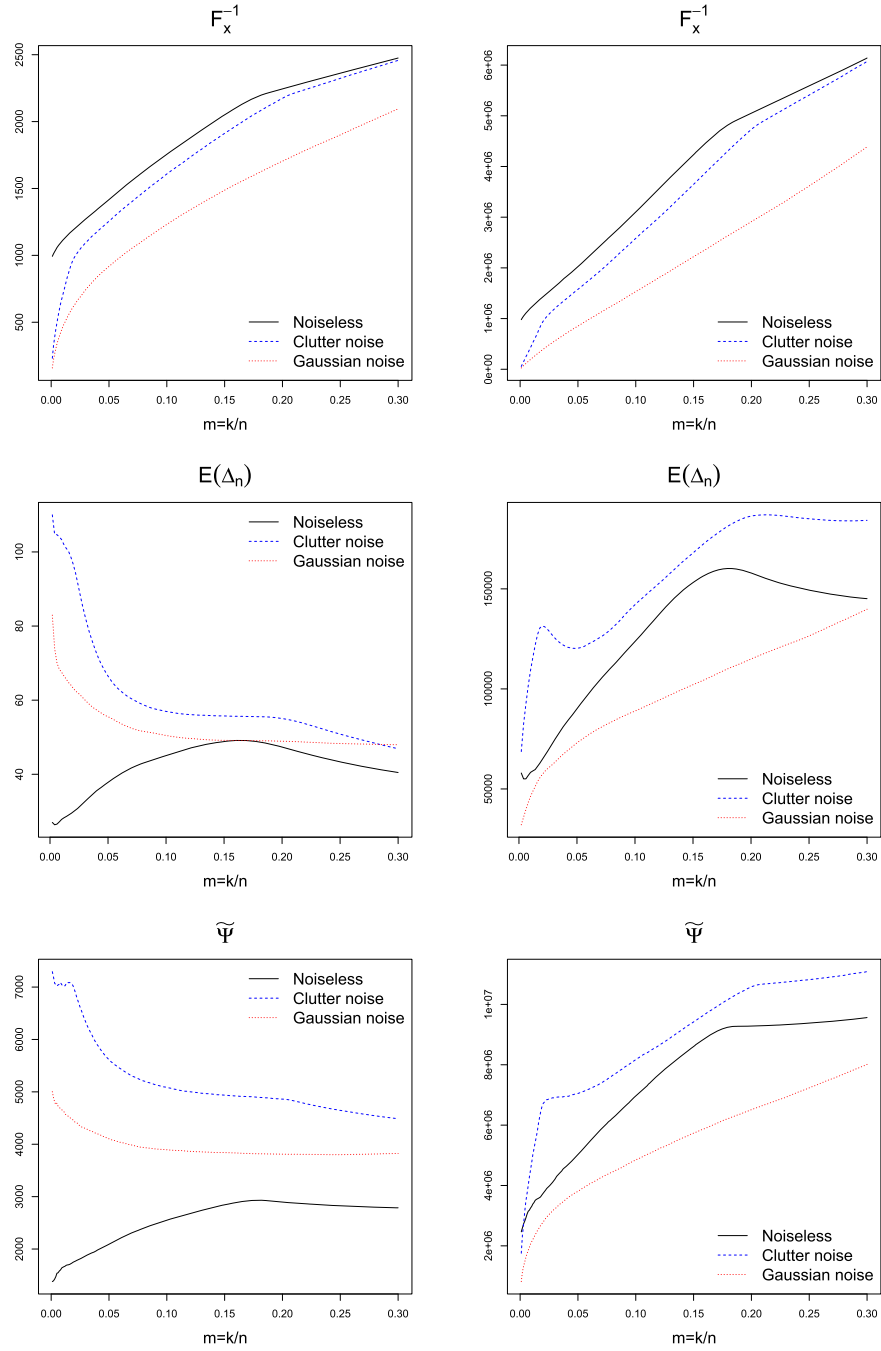 F_x^{-1}
500 1000 1500 2000 2500
Noiseless
Clutter noise
Gaussian noise
0.00 0.05 0.10 0.15 0.20 0.25 0.30
m=k/n
F_x^{-1}
0e+00 1e+06 2e+06 3e+06 4e+06 5e+06 6e+06
Noiseless
Clutter noise
Gaussian noise
0.00 0.05 0.10 0.15 0.20 0.25 0.30
m=k/n
E(Δ_n)
40 60 80 100
Noiseless
Clutter noise
Gaussian noise
0.00 0.05 0.10 0.15 0.20 0.25 0.30
m=k/n
E(Δ_n)
50000 100000 150000
Noiseless
Clutter noise
Gaussian noise
0.00 0.05 0.10 0.15 0.20 0.25 0.30
m=k/n
Ψ̃
2000 3000 4000 5000 6000 7000
Noiseless
Clutter noise
Gaussian noise
0.00 0.05 0.10 0.15 0.20 0.25 0.30
m=k/n
Ψ̃
2e+06 4e+06 6e+06 8e+06 1e+07
Noiseless
Clutter noise
Gaussian noise
0.00 0.05 0.10 0.15 0.20 0.25 0.30
m=k/n